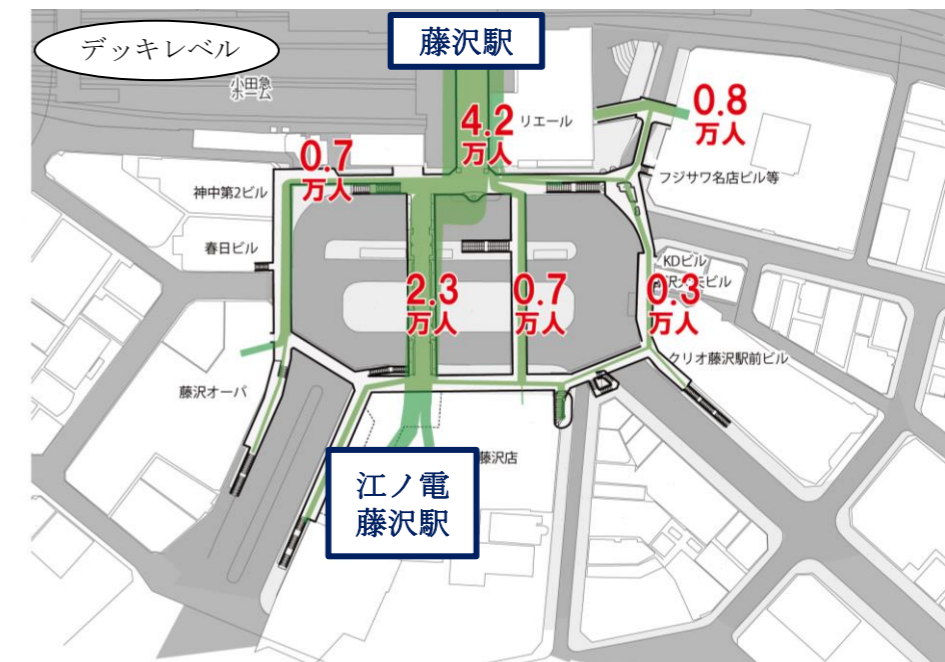 デッキレベル
藤沢駅
小田急
ホーム
4.2
万人
リエール
0.8
万人
0.7
万人
神中第2ビル
フジサワ名店ビル等
春日ビル
KDビル
2.3
万人
0.7
万人
0.3
万人
クリオ藤沢駅前ビル
藤沢オーパ
江ノ電
藤沢駅
藤沢店